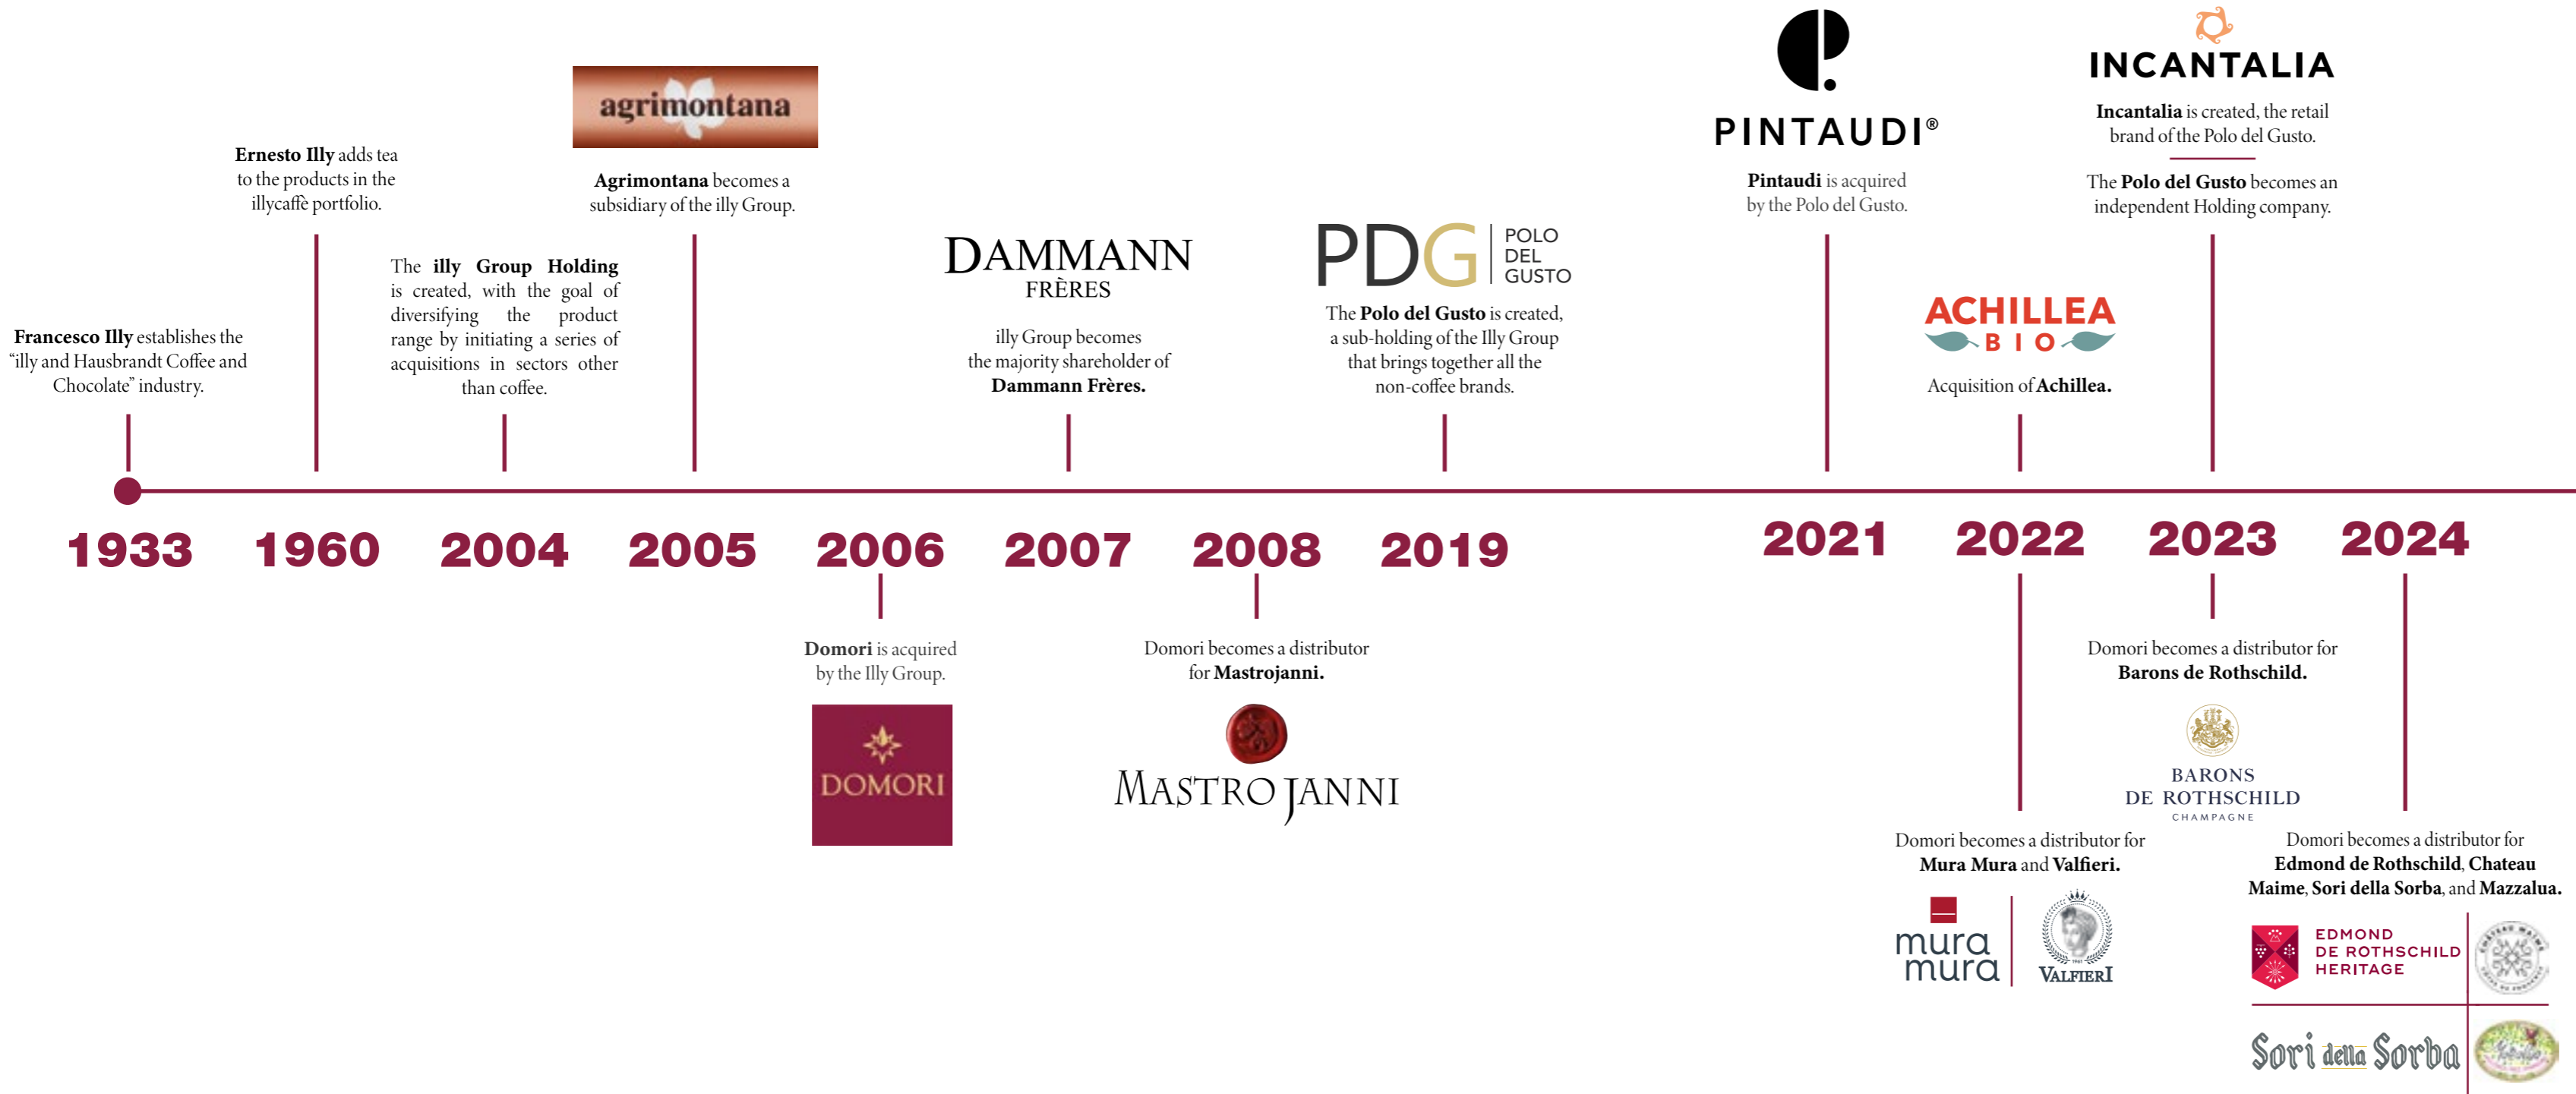 Francesco Illy establishes the
“illy and Hausbrandt Coffee and
Chocolate” industry.
1933
Ernesto Illy adds tea
to the products in the
illycaffè portfolio.
1960
The illy Group Holding
is created, with the goal of
diversifying the product
range by initiating a series of
acquisitions in sectors other
than coffee.
2004
agrimontana
Agrimontana becomes a
subsidiary of the illy Group.
2005
2006
Domori is acquired
by the Illy Group.
DOMORI
DAMMANN
FRÈRES
illy Group becomes
the majority shareholder of
Dammann Frères.
2007
2008
Domori becomes a distributor
for Mastrojanni.
MASTROJANNI
PDG
POLO
DEL
GUSTO
The Polo del Gusto is created,
a sub-holding of the Illy Group
that brings together all the
non-coffee brands.
2019
PINTAUDI®
Pintaudi is acquired
by the Polo del Gusto.
2021
ACHILLEA
BIO
Acquisition of Achillea.
2022
Domori becomes a distributor for
Mura Mura and Valfieri.
mura
mura
1961
VALFIERI
INCANTALIA
Incantalia is created, the retail
brand of the Polo del Gusto.
The Polo del Gusto becomes an
independent Holding company.
2023
Domori becomes a distributor for
Barons de Rothschild.
BARONS
DE ROTHSCHILD
CHAMPAGNE
2024
Domori becomes a distributor for
Edmond de Rothschild, Chateau
Maime, Sori della Sorba, and Mazzalua.
EDMOND
DE ROTHSCHILD
HERITAGE
CHÂTEAU MAÏME
Sori della Sorba